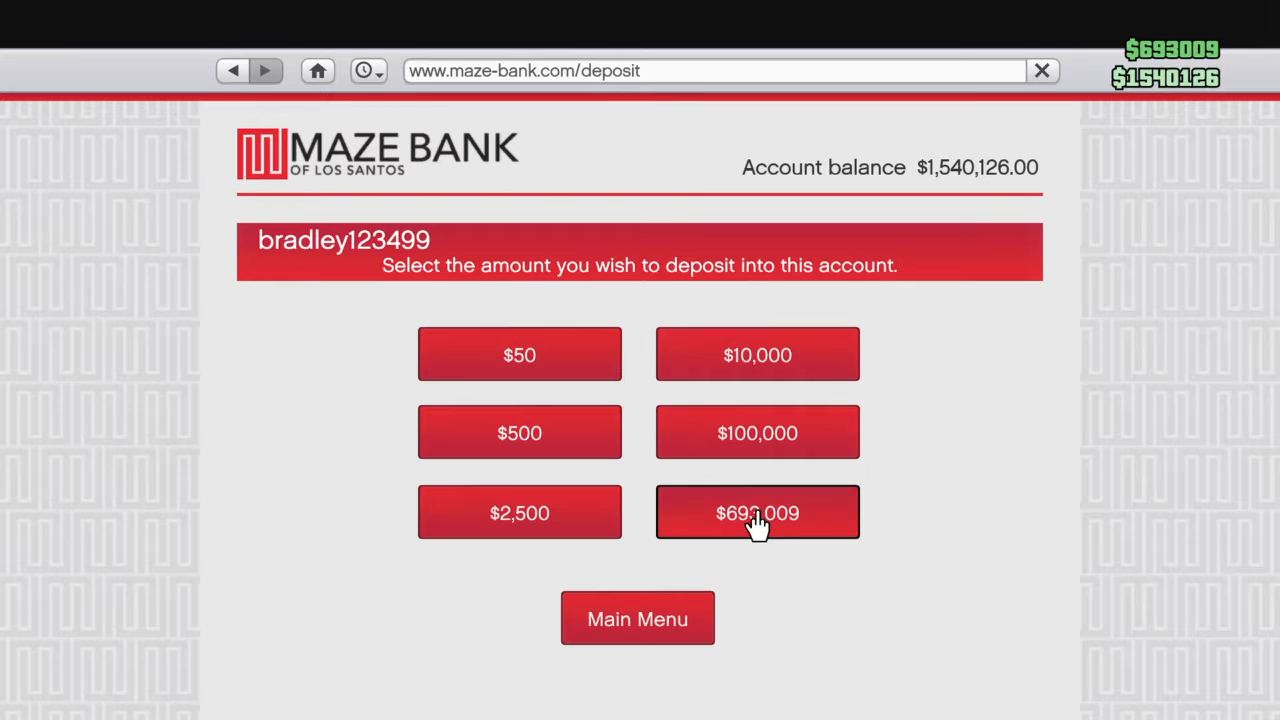 $693009
$1540126
www.maze-bank.com/deposit
MAZE BANK
OF LOS SANTOS
Account balance $1,540,126.00
bradley123499
Select the amount you wish to deposit into this account.
$50
$10,000
$500
$100,000
$2,500
$693,009
Main Menu